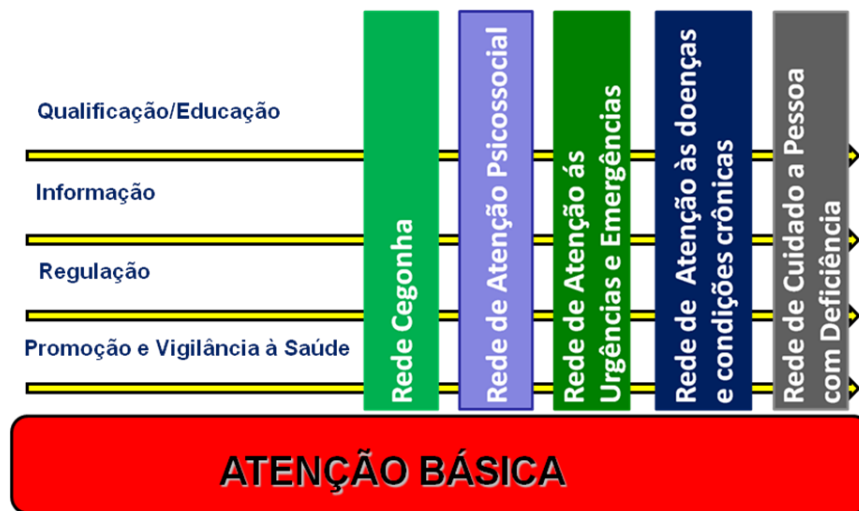 Qualificação/Educação
Informação
Regulação
Promoção e Vigilância à Saúde
Rede Cegonha
Rede de Atenção Psicossocial
Rede de Atenção ás
Urgências e Emergências
Rede de Atenção às doenças
e condições crônicas
Rede de Cuidado a Pessoa
com Deficiência
ATENÇÃO BÁSICA